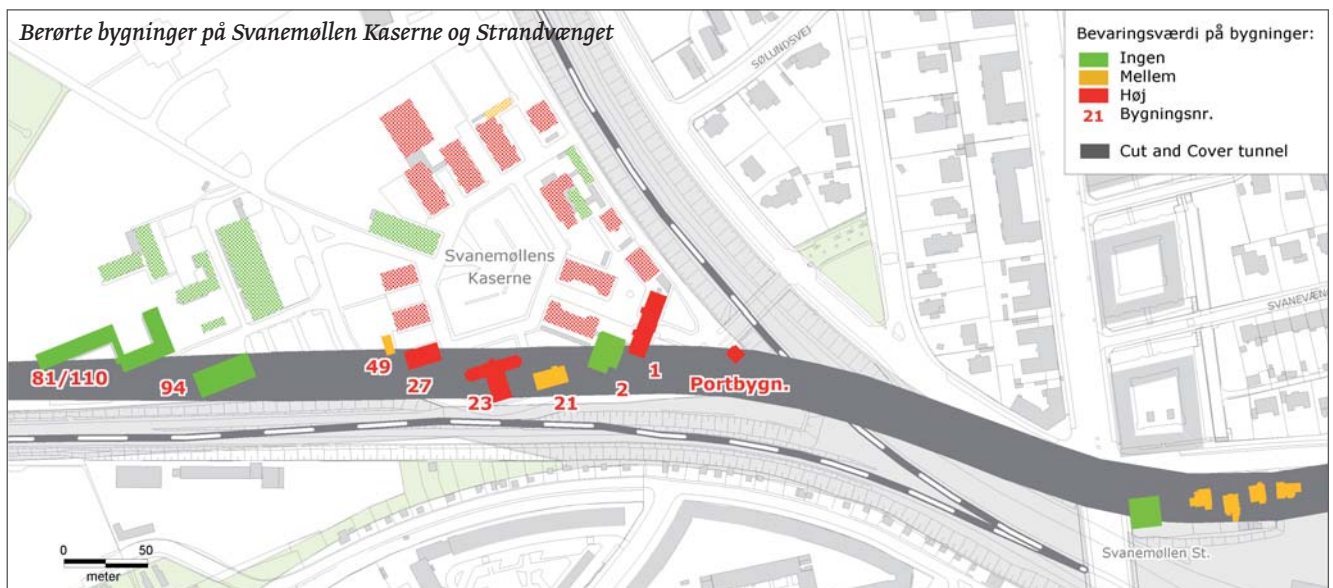 Berørte bygninger på Svanemøllen Kaserne og Strandvænget
Bevaringsværdi på bygninger:
Ingen
Mellem
Høj
21 Bygningsnr.
Cut and Cover tunnel
SØLUNDSVEJ
Svanemøllens
Kaserne
SVANEVÆN
81/110
94
49
27
23
21
2
1
Portbygn.
Svanemøllen St.
0 50
meter